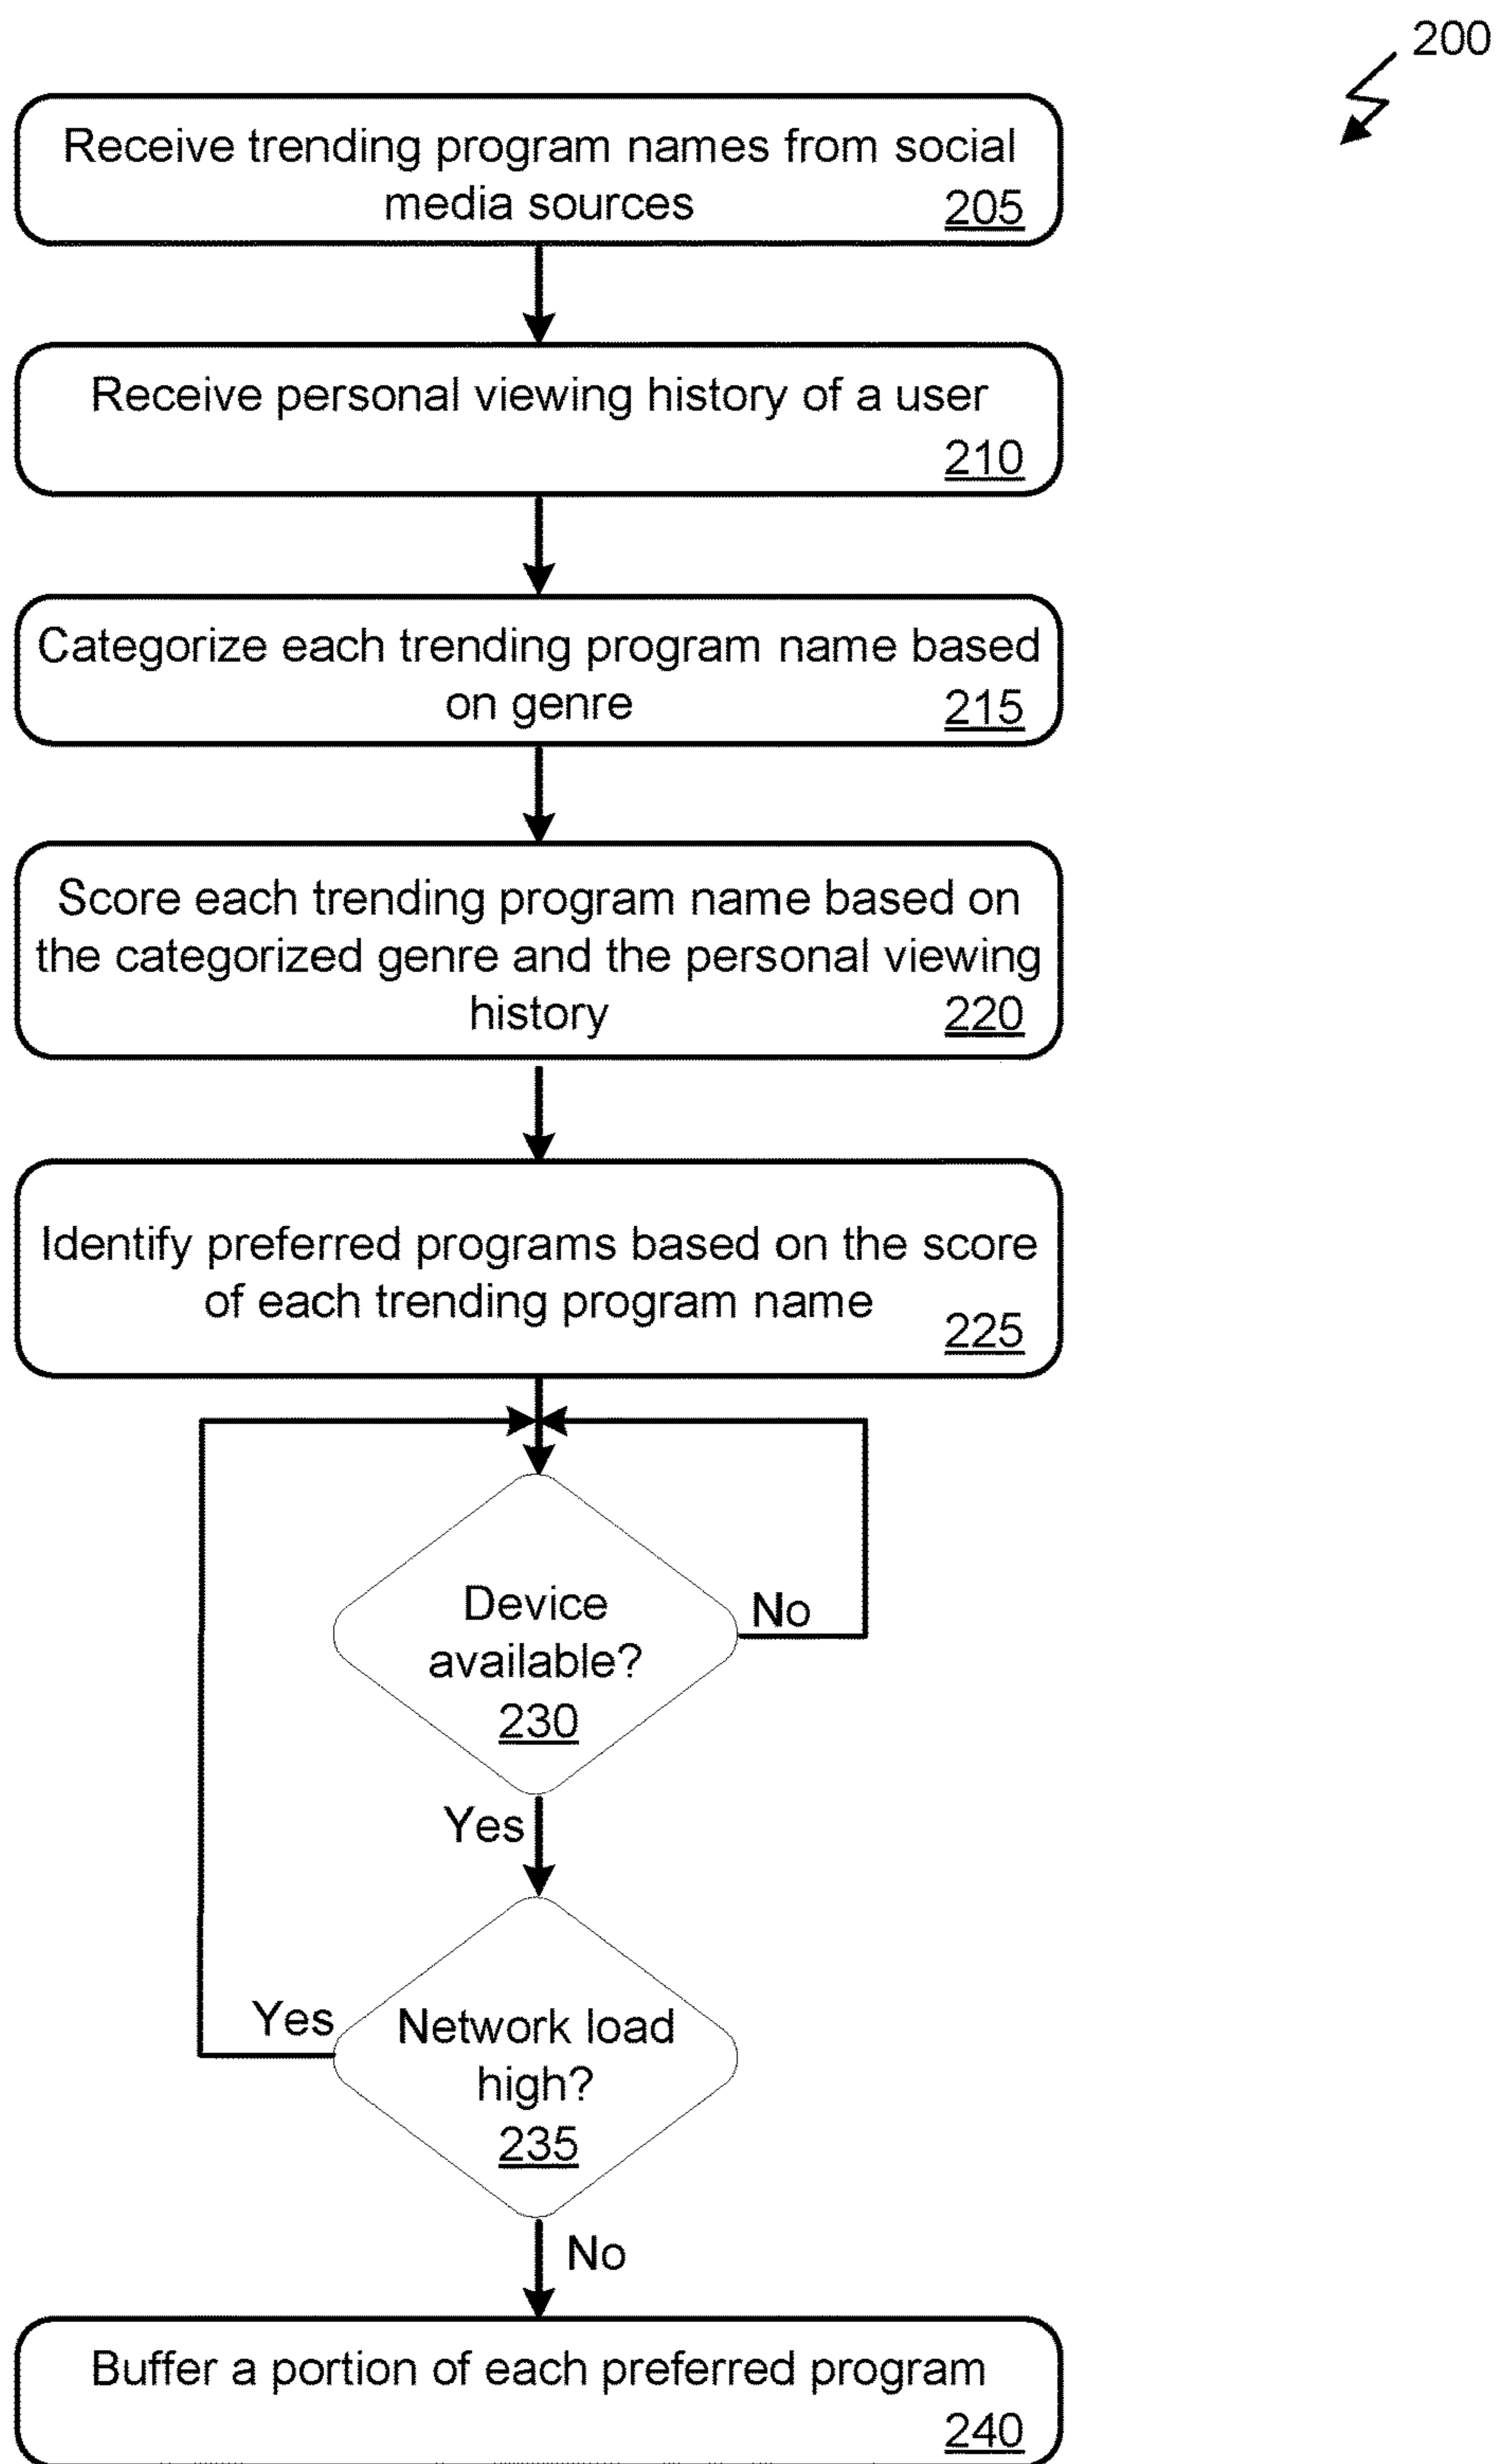 200
Receive trending program names from social
media sources
205
Receive personal viewing history of a user
210
Categorize each trending program name based
on genre
215
Score each trending program name based on
the categorized genre and the personal viewing
history
220
Identify preferred programs based on the score
of each trending program name
225
Device
available?
230
No
Yes
Network load
high?
235
Yes
No
Buffer a portion of each preferred program
240